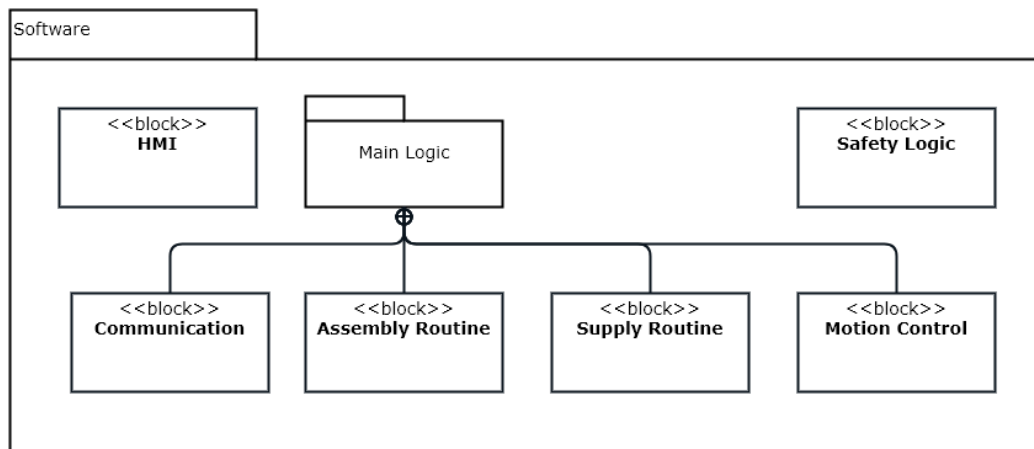 Software
<<block>>
HMI
Main Logic
<<block>>
Safety Logic
<<block>>
Communication
<<block>>
Assembly Routine
<<block>>
Supply Routine
<<block>>
Motion Control